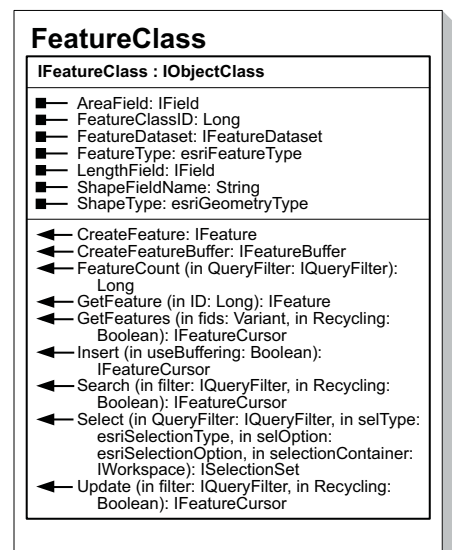 FeatureClass
IFeatureClass : IObjectClass
AreaField: IField
FeatureClassID: Long
FeatureDataset: IFeatureDataset
FeatureType: esriFeatureType
LengthField: IField
ShapeFieldName: String
ShapeType: esriGeometryType
CreateFeature: IFeature
CreateFeatureBuffer: IFeatureBuffer
FeatureCount (in QueryFilter: IQueryFilter):
Long
GetFeature (in ID: Long): IFeature
GetFeatures (in fids: Variant, in Recycling:
Boolean): IFeatureCursor
Insert (in useBuffering: Boolean):
IFeatureCursor
Search (in filter: IQueryFilter, in Recycling:
Boolean): IFeatureCursor
Select (in QueryFilter: IQueryFilter, in selType:
esriSelectionType, in selOption:
esriSelectionOption, in selectionContainer:
IWorkspace): ISelectionSet
Update (in filter: IQueryFilter, in Recycling:
Boolean): IFeatureCursor